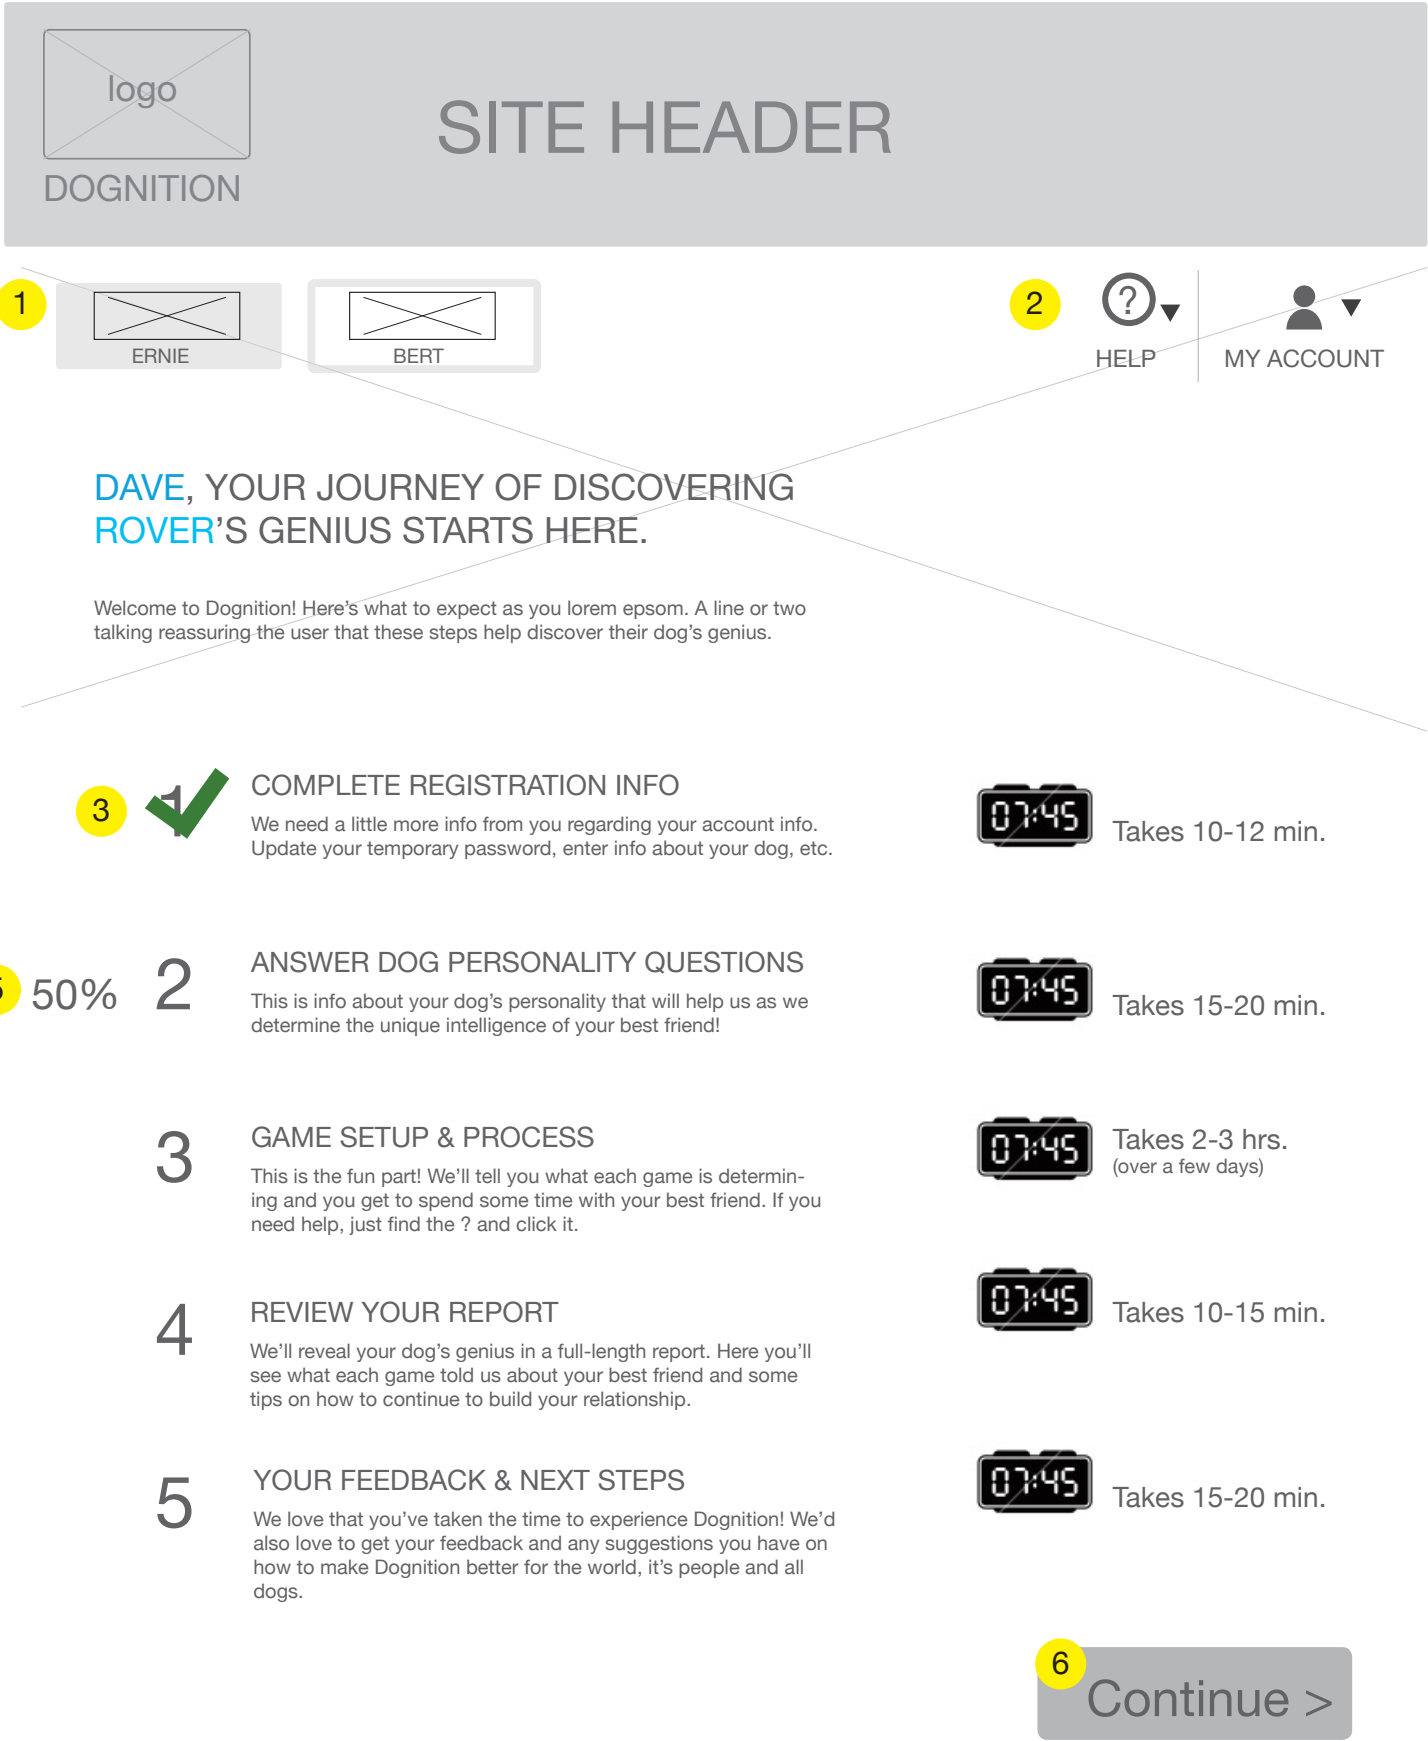 logo
DOGNITION
SITE HEADER
1
ERNIE
BERT
2
?
HELP
MY ACCOUNT
DAVE, YOUR JOURNEY OF DISCOVERING
ROVER’S GENIUS STARTS HERE.
Welcome to Dognition! Here’s what to expect as you lorem epsom. A line or two
talking reassuring the user that these steps help discover their dog’s genius.
3
1
COMPLETE REGISTRATION INFO
We need a little more info from you regarding your account info.
Update your temporary password, enter info about your dog, etc.
07:45
Takes 10-12 min.
50%
2
ANSWER DOG PERSONALITY QUESTIONS
This is info about your dog’s personality that will help us as we
determine the unique intelligence of your best friend!
07:45
Takes 15-20 min.
3
GAME SETUP & PROCESS
This is the fun part! We’ll tell you what each game is determin-
ing and you get to spend some time with your best friend. If you
need help, just find the ? and click it.
07:45
Takes 2-3 hrs.
(over a few days)
4
REVIEW YOUR REPORT
We’ll reveal your dog’s genius in a full-length report. Here you’ll
see what each game told us about your best friend and some
tips on how to continue to build your relationship.
07:45
Takes 10-15 min.
5
YOUR FEEDBACK & NEXT STEPS
We love that you’ve taken the time to experience Dognition! We’d
also love to get your feedback and any suggestions you have on
how to make Dognition better for the world, it’s people and all
dogs.
07:45
Takes 15-20 min.
6
Continue >